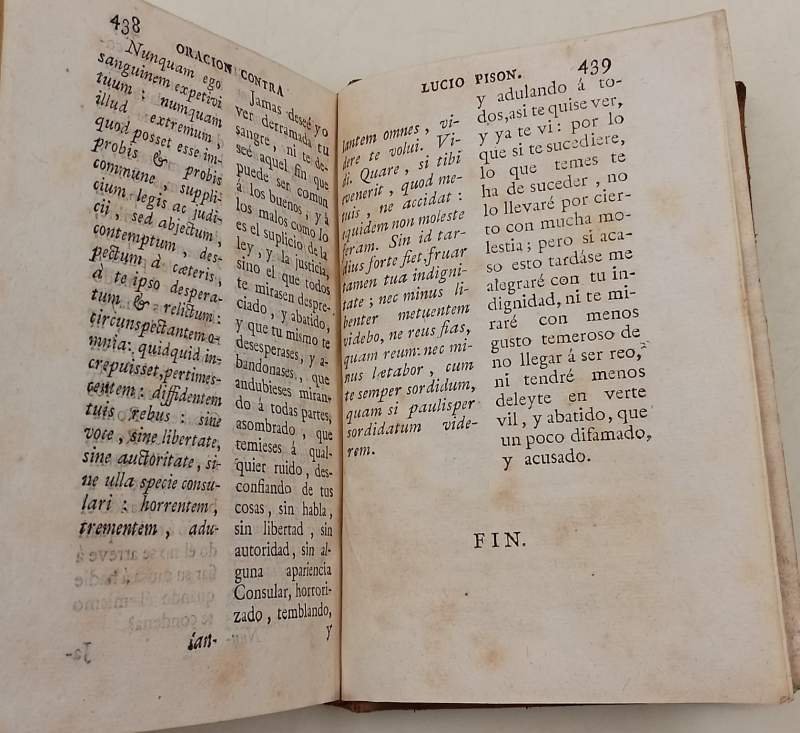 438
ORACION CONTRA
Nunquam ego
sanguinem expetivi
tuum: numquam
illud extremum,
quod posset esse im-
probis & probis
commune, suppli-
cium legis ac judi-
cii, sed abjectum,
contemptum, des-
pectum à cæteris,
à te ipso despera-
tum & relictum:
circunspectantem o-
mnia: quidquid in-
crepuisset, pertimes-
centem: diffidentem
tuis rebus: sine
voce, sine libertate,
sine auctoritate, si-
ne ulla specie consu-
lari: horrentem,
trementem, adu-
Jamas deseé yo
ver derramada tu
sangre, ni te de-
seé aquel fin que
puede ser comun
á los buenos, y á
los malos como lo
es el suplicio de la
ley, y la justicia,
sino el que todos
te mirasen despre-
ciado, y abatido,
y que tu mismo te
desesperases, y a-
bandonases, que
andubieses miran-
do á todas partes,
asombrado, que
temieses á qual-
quier ruido, des-
confiando de tus
cosas, sin habla,
sin libertad, sin
autoridad, sin al-
guna apariencia
Consular, horrori-
zado, temblando,
lan-
y
LUCIO PISON.
439
lantem omnes, vi-
dere te volui. Vi-
di. Quare, si tibi
evenerit, quod me-
tuis, ne accidat:
equidem non moleste
feram. Sin id tar-
dius forte fiet, fruar
tamen tua indigni-
tate; nec minus li-
benter metuentem
videbo, ne reus fias,
quam reum: nec mi-
nus lætabor, cum
te semper sordidum,
quam si paulisper
sordidatum vide-
rem.
y adulando á to-
dos, asi te quise ver,
y ya te vi: por lo
que si te sucediere,
lo que temes te
ha de suceder, no
lo llevaré por cier-
to con mucha mo-
lestia; pero si aca-
so esto tardáse me
alegraré con tu in-
dignidad, ni te mi-
raré con menos
gusto temeroso de
no llegar á ser reo,
ni tendré menos
deleyte en verte
vil, y abatido, que
un poco difamado,
y acusado.
FIN.